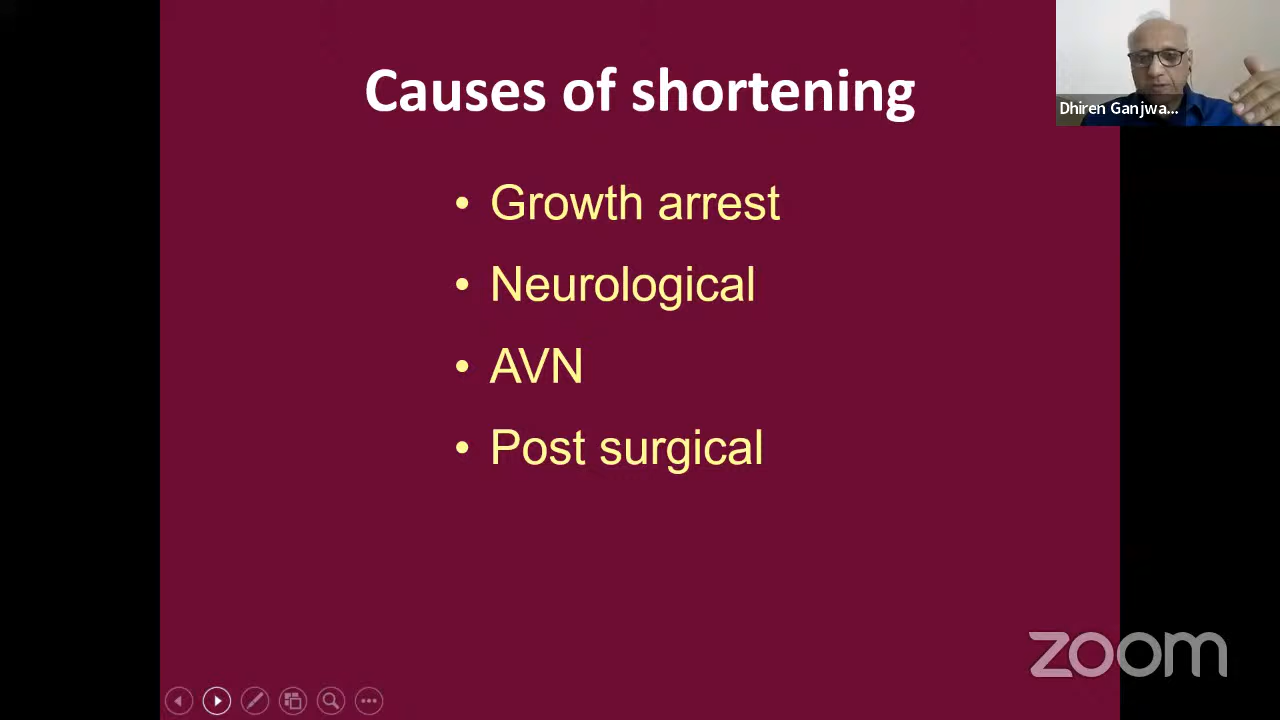 Causes of shortening
Dhiren Ganjwa...
• Growth arrest
• Neurological
• AVN
• Post surgical
zoom